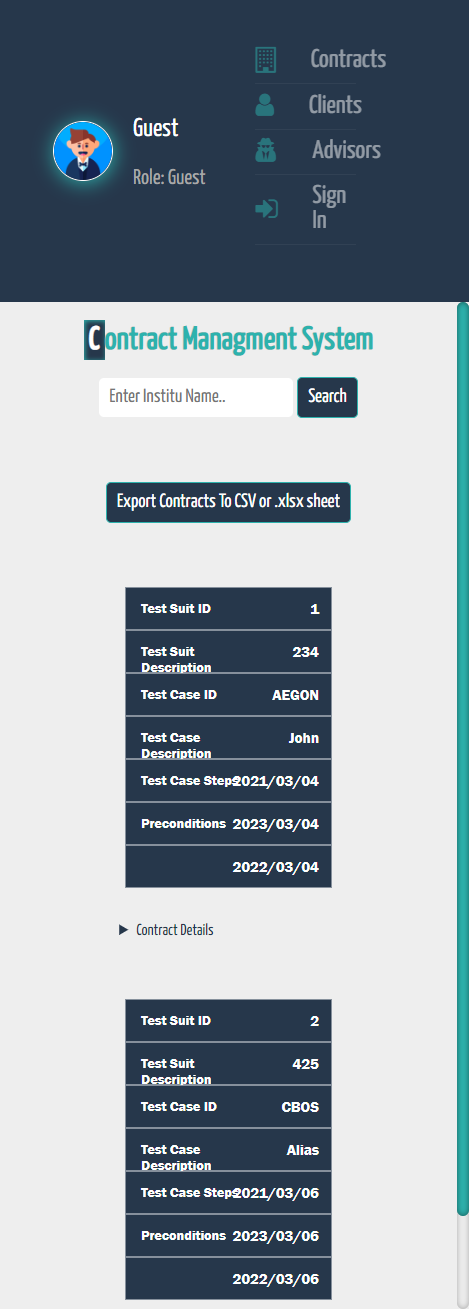 Contracts
Clients
Advisors
Sign
In
Guest
Role: Guest
Contract Managment System
Enter Institu Name..
Search
Export Contracts To CSV or .xlsx sheet
Test Suit ID 1
Test Suit 234
Description
Test Case ID AEGON
Test Case John
Description
Test Case Steps 2021/03/04
Preconditions 2023/03/04
2022/03/04
Contract Details
Test Suit ID 2
Test Suit 425
Description
Test Case ID CBOS
Test Case Alias
Description
Test Case Steps 2021/03/06
Preconditions 2023/03/06
2022/03/06